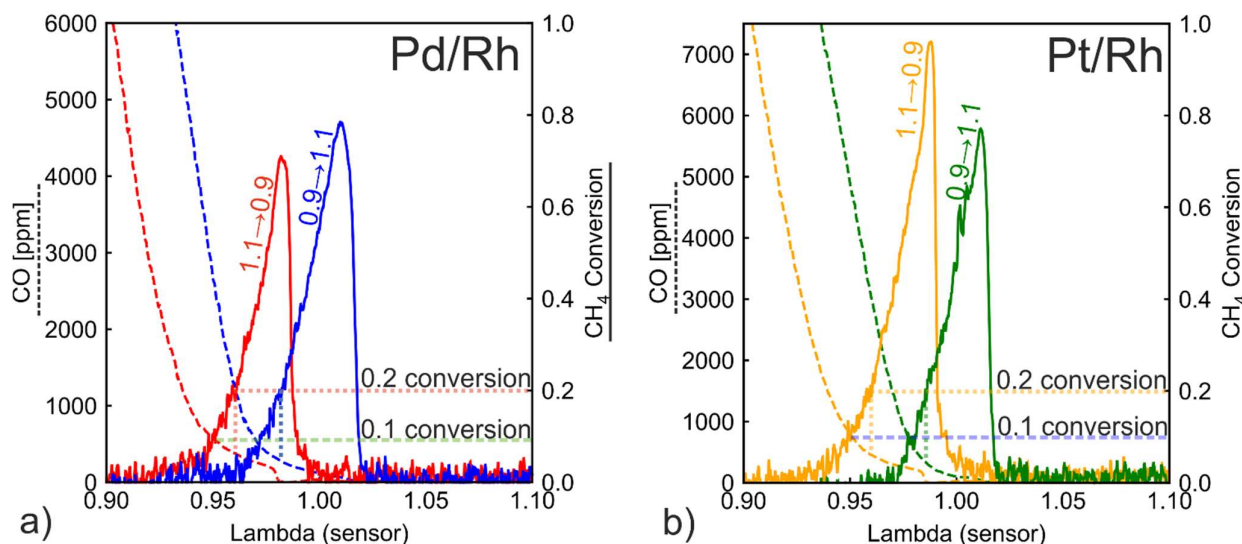 Pd/Rh
CO [ppm]
6000
5000
4000
3000
2000
1000
0
1.1→0.9
0.9→1.1
0.2 conversion
0.1 conversion
1.0
0.8
0.6
0.4
0.2
0.0
CH4 Conversion
0.90 0.95 1.00 1.05 1.10
Lambda (sensor)
a)
Pt/Rh
CO [ppm]
7000
6000
5000
4000
3000
2000
1000
0
1.1→0.9
0.9→1.1
0.2 conversion
0.1 conversion
1.0
0.8
0.6
0.4
0.2
0.0
CH4 Conversion
0.90 0.95 1.00 1.05 1.10
Lambda (sensor)
b)